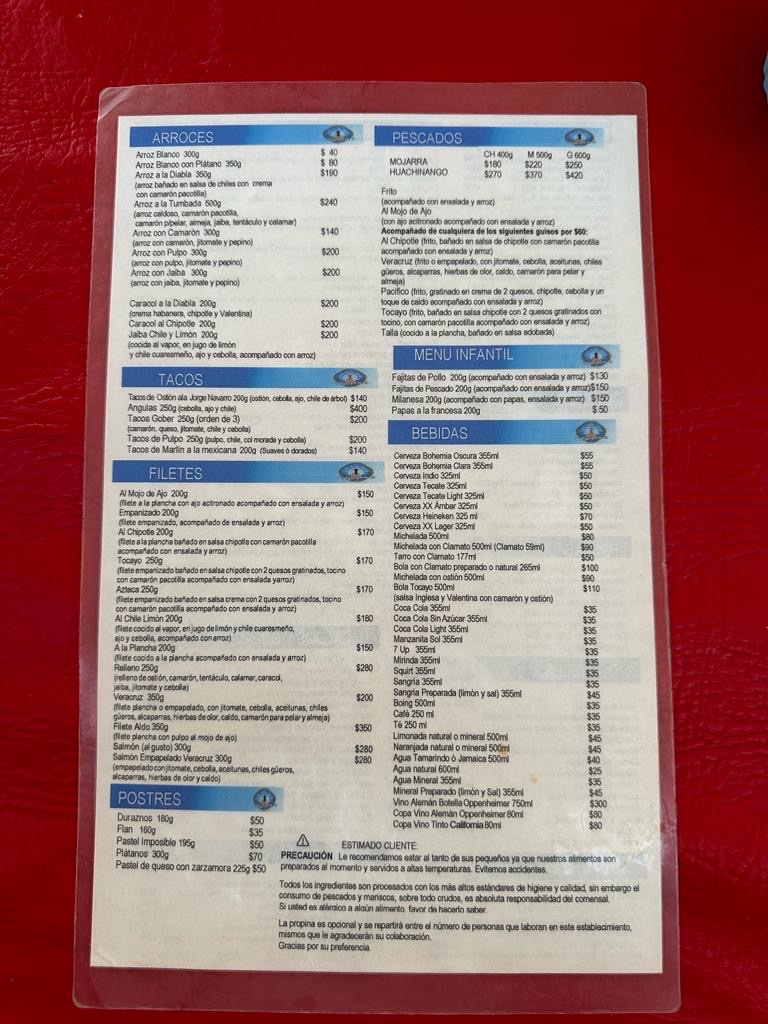 ARROCES
Arroz Blanco 300g $ 40
Arroz Blanco con Plátano 350g $ 80
Arroz a la Diabla 350g $190
(arroz bañado en salsa de chiles con crema
con camarón pacotilla)
Arroz a la Tumbada 500g $240
(arroz caldoso, camarón pacotilla,
camarón p/pelar, almeja, jaiba, tentáculo y calamar)
Arroz con Camarón 300g $140
(arroz con camarón, jitomate y pepino)
Arroz con Pulpo 300g $200
(arroz con pulpo, jitomate y pepino)
Arroz con Jaiba 300g $200
(arroz con jaiba, jitomate y pepino)
Caracol a la Diabla 200g $200
(crema habanera, chipotle y Valentina)
Caracol al Chipotle 200g $200
Jaiba Chile y Limón 200g $200
(cocida al vapor, en jugo de limón
y chile cuaresmeño, ajo y cebolla, acompañado con arroz)
TACOS
Tacos de Ostión ala Jorge Navarro 200g (ostión, cebolla, ajo, chile de árbol) $140
Angulas 250g (cebolla, ajo y chile) $400
Tacos Gober 250g (orden de 3) $200
(camarón, queso, jitomate, chile y cebolla)
Tacos de Pulpo 250g (pulpo, chile, col morada y cebolla) $200
Tacos de Marlin a la mexicana 200g (Suaves ó dorados) $140
FILETES
Al Mojo de Ajo 200g $150
(filete a la plancha con ajo acitronado acompañado con ensalada y arroz)
Empanizado 200g $150
(filete empanizado, acompañado de ensalada y arroz)
Al Chipotle 200g $170
(filete a la plancha bañado en salsa chipotle con camarón pacotilla
acompañado con ensalada y arroz)
Tocayo 250g $170
(filete empanizado bañado en salsa chipotle con 2 quesos gratinados, tocino
con camarón pacotilla acompañado con ensalada yarroz)
Azteca 250g $170
(filete empanizado bañado en salsa crema con 2 quesos gratinados, tocino
con camarón pacotilla acompañado con ensalada y arroz)
Al Chile Limón 200g $180
(filete cocido al vapor, en jugo de limón y chile cuaresmeño,
ajo y cebolla, acompañado con arroz)
A la Plancha 200g $150
(filete cocido a la plancha acompañado con ensalada y arroz)
Relleno 250g $280
(relleno de ostión, camarón, tentáculo, calamar, caracol,
jaiba, jitomate y cebolla)
Veracruz 350g $200
(filete plancha o empapelado, con jitomate, cebolla, aceitunas, chiles
güeros, alcaparras, hierbas de olor, caldo, camarón para pelar y almeja)
Filete Aldo 350g $350
(filete plancha con pulpo al mojo de ajo)
Salmón (al gusto) 300g $280
Salmón Empapelado Veracruz 300g $280
(empapelado con jitomate, cebolla, aceitunas, chiles güeros,
alcaparras, hierbas de olor y caldo)
POSTRES
Duraznos 180g $50
Flan 160g $35
Pastel Imposible 195g $50
Plátanos 300g $70
Pastel de queso con zarzamora 225g $50
PESCADOS
CH 400g M 500g G 600g
MOJARRA $180 $220 $250
HUACHINANGO $270 $370 $420
Frito
(acompañado con ensalada y arroz)
Al Mojo de Ajo
(con ajo acitronado acompañado con ensalada y arroz)
Acompañado de cualquiera de los siguientes guisos por $60:
Al Chipotle (frito, bañado en salsa de chipotle con camarón pacotilla
acompañado con ensalada y arroz)
Veracruz (frito o empapelado, con jitomate, cebolla, aceitunas, chiles
güeros, alcaparras, hierbas de olor, caldo, camarón para pelar y
almeja)
Pacífico (frito, gratinado en crema de 2 quesos, chipotle, cebolla y un
toque de caldo acompañado con ensalada y arroz)
Tocayo (frito, bañado en salsa chipotle con 2 quesos gratinados con
tocino, con camarón pacotilla acompañado con ensalada y arroz)
Talla (cocido a la plancha, bañado en salsa adobada)
MENU INFANTIL
Fajitas de Pollo 200g (acompañado con ensalada y arroz) $130
Fajitas de Pescado 200g (acompañado con ensalada y arroz) $150
Milanesa 200g (acompañado con papas, ensalada y arroz) $150
Papas a la francesa 200g $ 50
BEBIDAS
Cerveza Bohemia Oscura 355ml $55
Cerveza Bohemia Clara 355ml $55
Cerveza Indio 325ml $50
Cerveza Tecate 325ml $50
Cerveza Tecate Light 325ml $50
Cerveza XX Ámbar 325ml $50
Cerveza Heineken 325 ml $70
Cerveza XX Lager 325ml $50
Michelada 500ml $80
Michelada con Clamato 500ml (Clamato 59ml) $90
Tarro con Clamato 177ml $50
Bola con Clamato preparado o natural 265ml $100
Michelada con ostión 500ml $90
Bola Tocayo 500ml $110
(salsa Inglesa y Valentina con camarón y ostión)
Coca Cola 355ml $35
Coca Cola Sin Azúcar 355ml $35
Coca Cola Light 355ml $35
Manzanita Sol 355ml $35
7 Up 355ml $35
Mirinda 355ml $35
Squirt 355ml $35
Sangría 355ml $35
Sangría Preparada (limón y sal) 355ml $45
Boing 500ml $35
Café 250 ml $35
Té 250 ml $35
Limonada natural o mineral 500ml $45
Naranjada natural o mineral 500ml $45
Agua Tamarindo ó Jamaica 500ml $40
Agua natural 600ml $25
Agua Mineral 355ml $35
Mineral Preparado (limón y Sal) 355ml $45
Vino Alemán Botella Oppenheimer 750ml $300
Copa Vino Alemán Oppenheimer 80ml $80
Copa Vino Tinto California 80ml $80
ESTIMADO CLIENTE:
PRECAUCIÓN Le recomendamos estar al tanto de sus pequeños ya que nuestros alimentos son
preparados al momento y servidos a altas temperaturas. Evitemos accidentes.
Todos los ingredientes son procesados con los más altos estándares de higiene y calidad, sin embargo el
consumo de pescados y mariscos, sobre todo crudos, es absoluta responsabilidad del comensal.
Si usted es alérgico a algún alimento, favor de hacerlo saber.
La propina es opcional y se repartirá entre el número de personas que laboran en este establecimiento,
mismos que le agradecerán su colaboración.
Gracias por su preferencia.